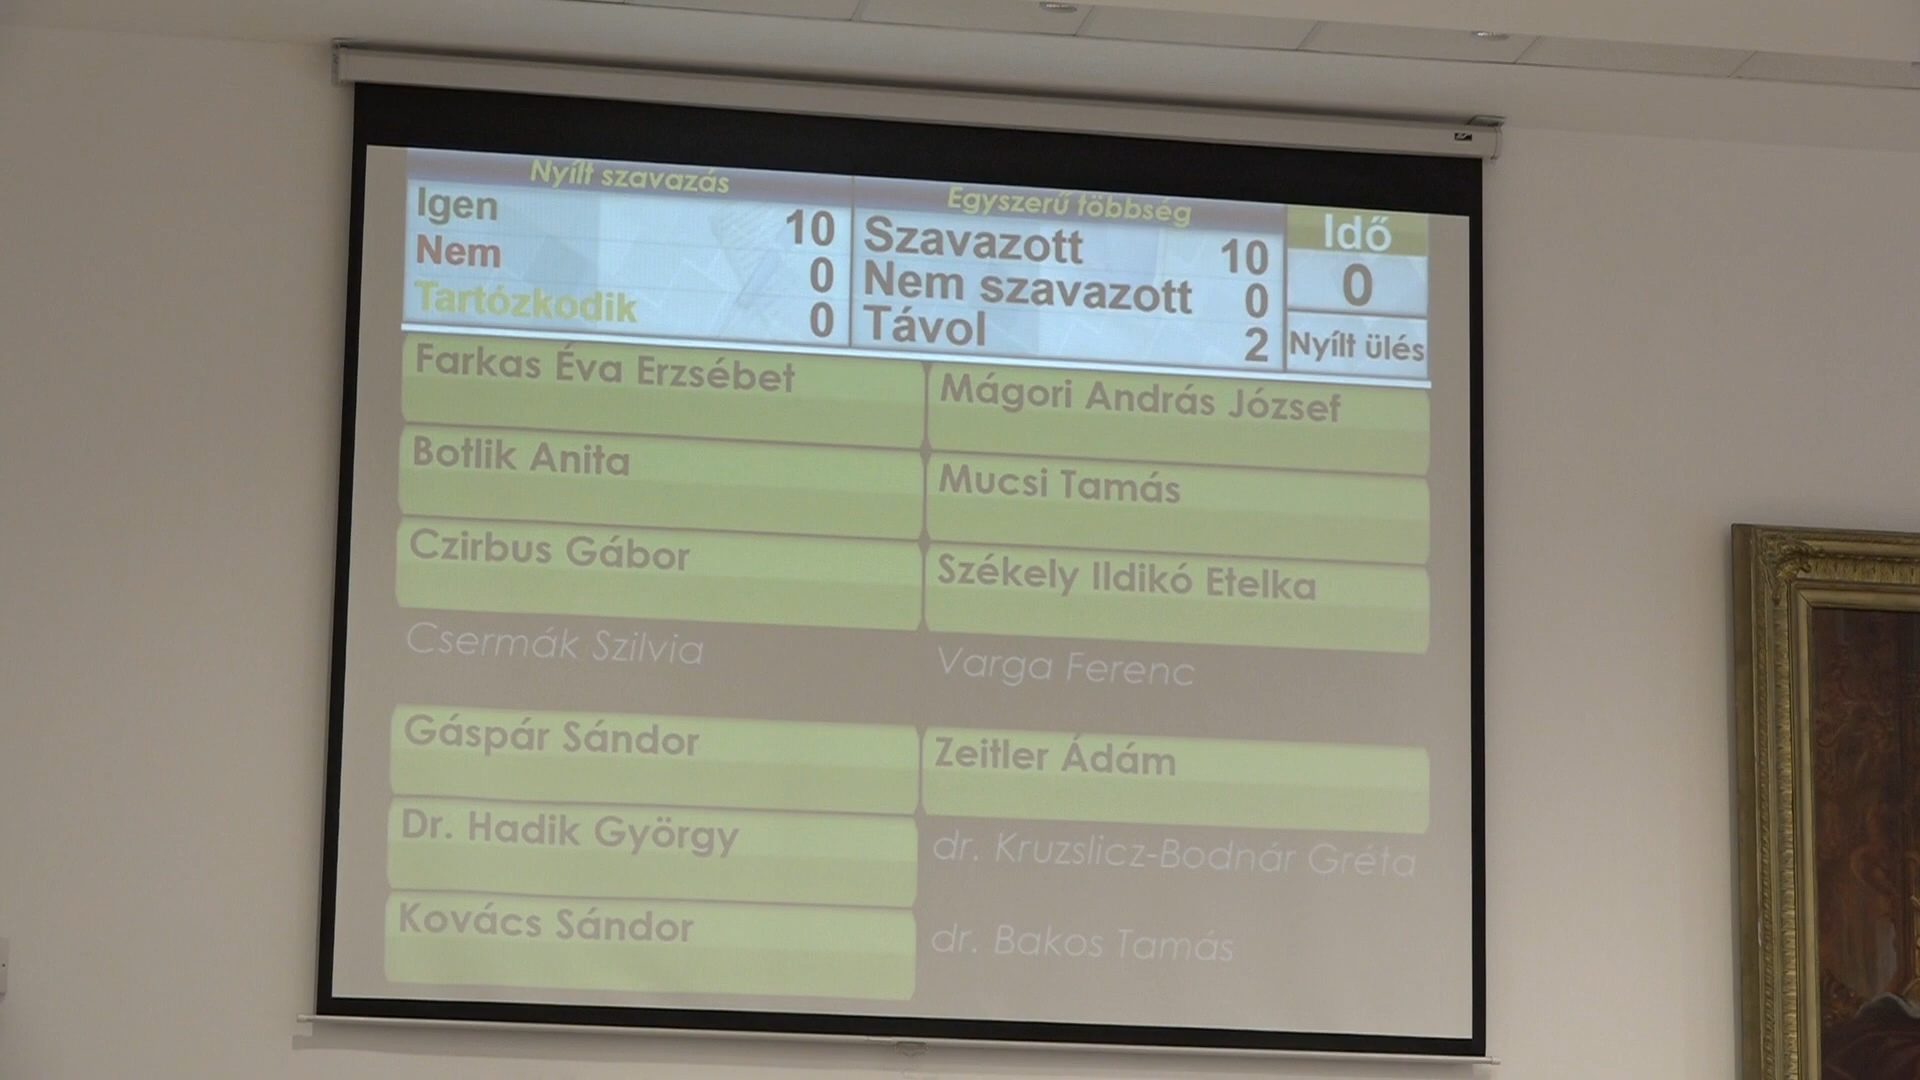 Nyílt szavazás
Igen 10
Nem 0
Tartózkodik 0
Egyszerű többség
Szavazott 10
Nem szavazott 0
Távol 2
Idő
0
Nyílt ülés
Farkas Éva Erzsébet
Botlik Anita
Czirbus Gábor
Csermák Szilvia
Gáspár Sándor
Dr. Hadik György
Kovács Sándor
Mágori András József
Mucsi Tamás
Székely Ildikó Etelka
Varga Ferenc
Zeitler Ádám
dr. Kruzslicz-Bodnár Gréta
dr. Bakos Tamás